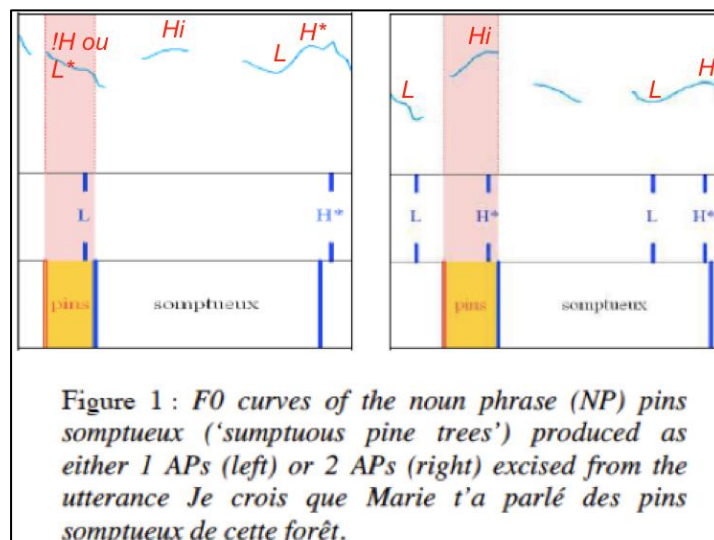 !H ou
L*
Hi
L
H*
L
H*
pins
somptueux
L
Hi
L
H
L
H*
L
H*
pins
somptueux
Figure 1 : F0 curves of the noun phrase (NP) pins
somptueux ('sumptuous pine trees') produced as
either 1 APs (left) or 2 APs (right) excised from the
utterance Je crois que Marie t'a parlé des pins
somptueux de cette forêt.